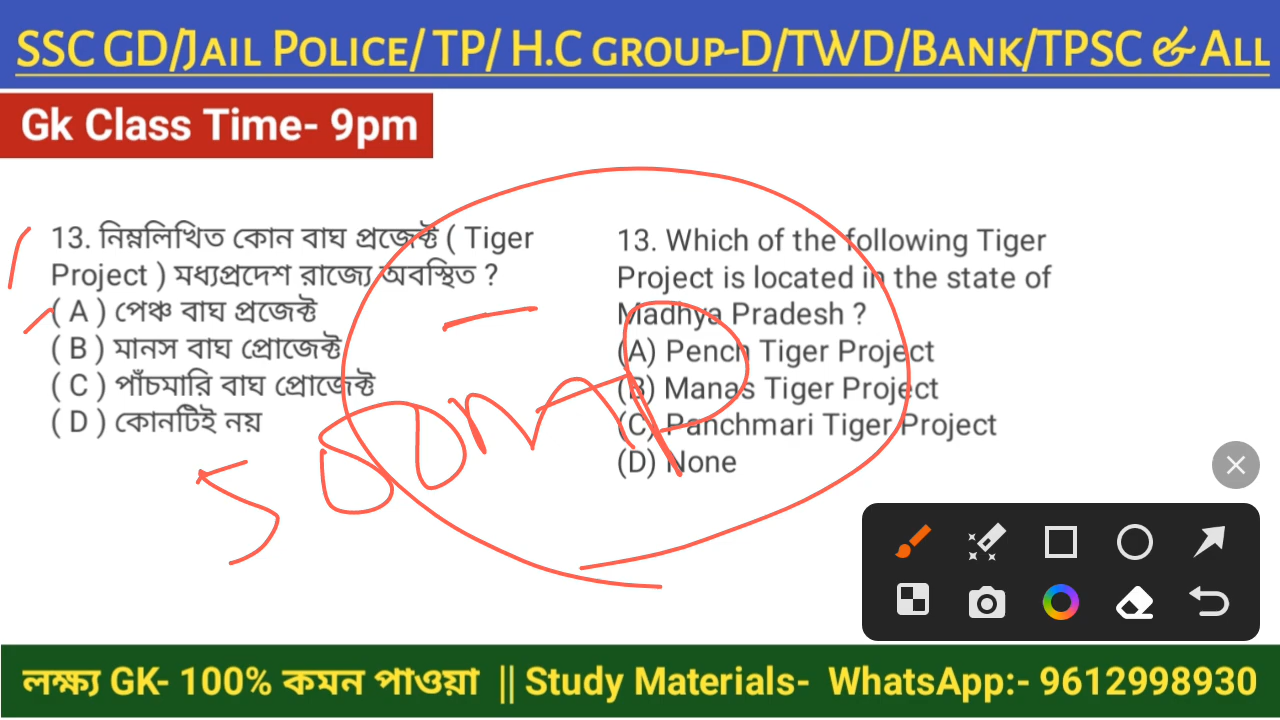 SSC GD/JAIL POLICE/ TP/ H.C GROUP-D/TWD/BANK/TPSC & ALL
Gk Class Time- 9pm
13. নিম্নলিখিত কোন বাঘ প্রজেক্ট ( Tiger
Project ) মধ্যপ্রদেশ রাজ্যে অবস্থিত ?
( A ) পেঞ্চ বাঘ প্রজেক্ট
( B ) মানস বাঘ প্রোজেক্ট
( C ) পাঁচমারি বাঘ প্রোজেক্ট
( D ) কোনটিই নয়
13. Which of the following Tiger
Project is located in the state of
Madhya Pradesh ?
(A) Pench Tiger Project
(B) Manas Tiger Project
(C) Panchmari Tiger Project
(D) None
লক্ষ্য GK- 100% কমন পাওয়া || Study Materials- WhatsApp:- 9612998930